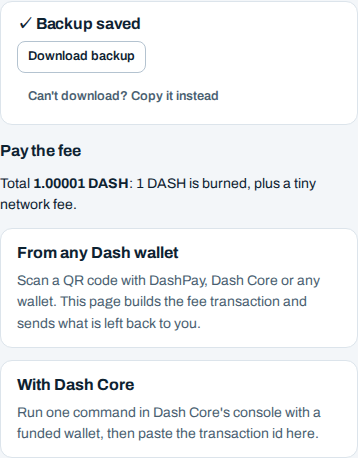 ✓ Backup saved
Download backup
Can't download? Copy it instead
Pay the fee
Total 1.00001 DASH: 1 DASH is burned, plus a tiny
network fee.
From any Dash wallet
Scan a QR code with DashPay, Dash Core or any
wallet. This page builds the fee transaction and
sends what is left back to you.
With Dash Core
Run one command in Dash Core's console with a
funded wallet, then paste the transaction id here.